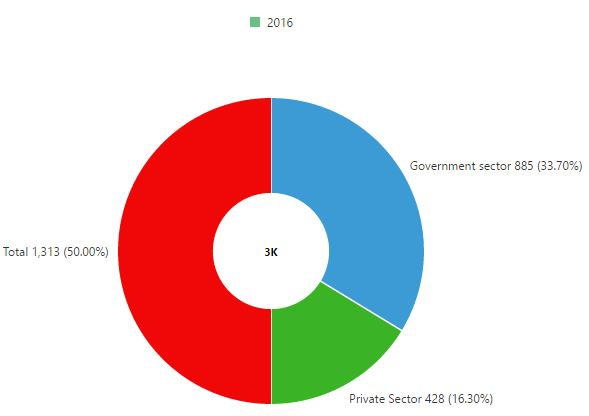 2016
Government sector 885 (33.70%)
Total 1,313 (50.00%)
3K
Private Sector 428 (16.30%)